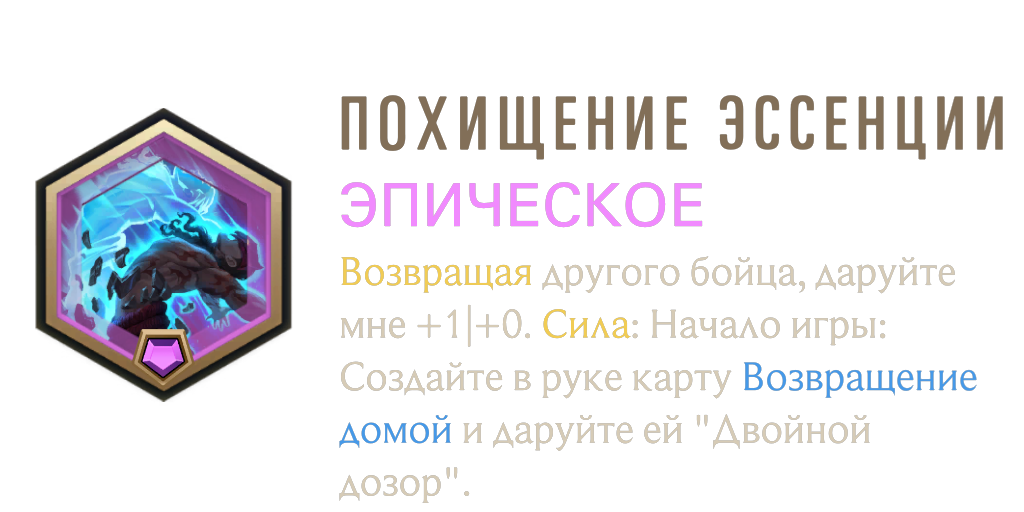 ПОХИЩЕНИЕ ЭССЕНЦИИ
ЭПИЧЕСКОЕ
Возвращая другого бойца, даруйте
мне +1|+0. Сила: Начало игры:
Создайте в руке карту Возвращение
домой и даруйте ей "Двойной
дозор".